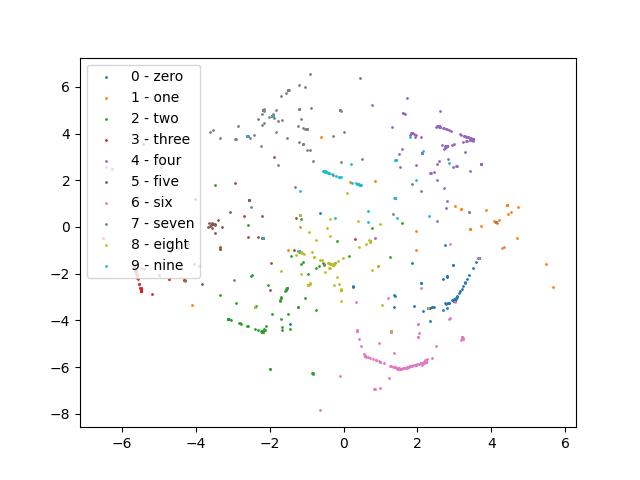 0 - zero
1 - one
2 - two
3 - three
4 - four
5 - five
6 - six
7 - seven
8 - eight
9 - nine
6
4
2
0
−2
−4
−6
−8
−6 −4 −2 0 2 4 6